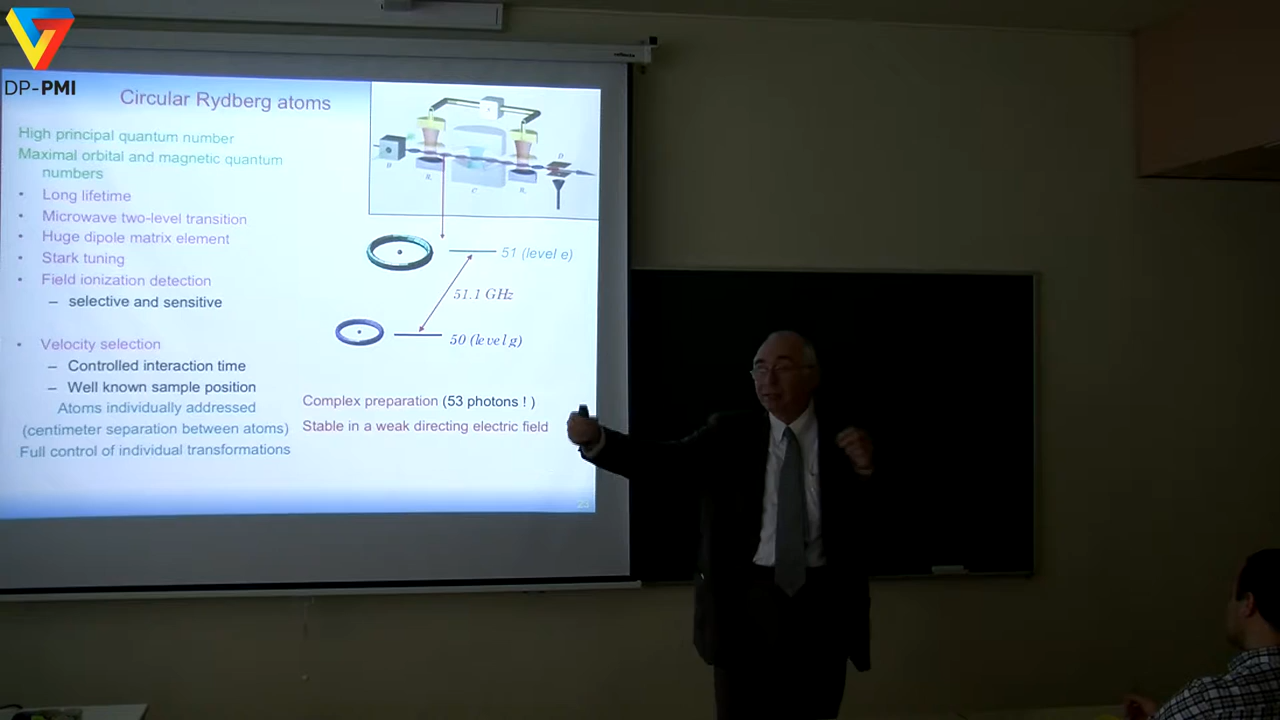 DP-PMI
Circular Rydberg atoms
High principal quantum number
Maximal orbital and magnetic quantum
numbers
• Long lifetime
• Microwave two-level transition
• Huge dipole matrix element
• Stark tuning
• Field ionization detection
– selective and sensitive
• Velocity selection
– Controlled interaction time
– Well known sample position
Atoms individually addressed
(centimeter separation between atoms)
Full control of individual transformations
51 (level e)
51.1 GHz
50 (level g)
Complex preparation (53 photons ! )
Stable in a weak directing electric field